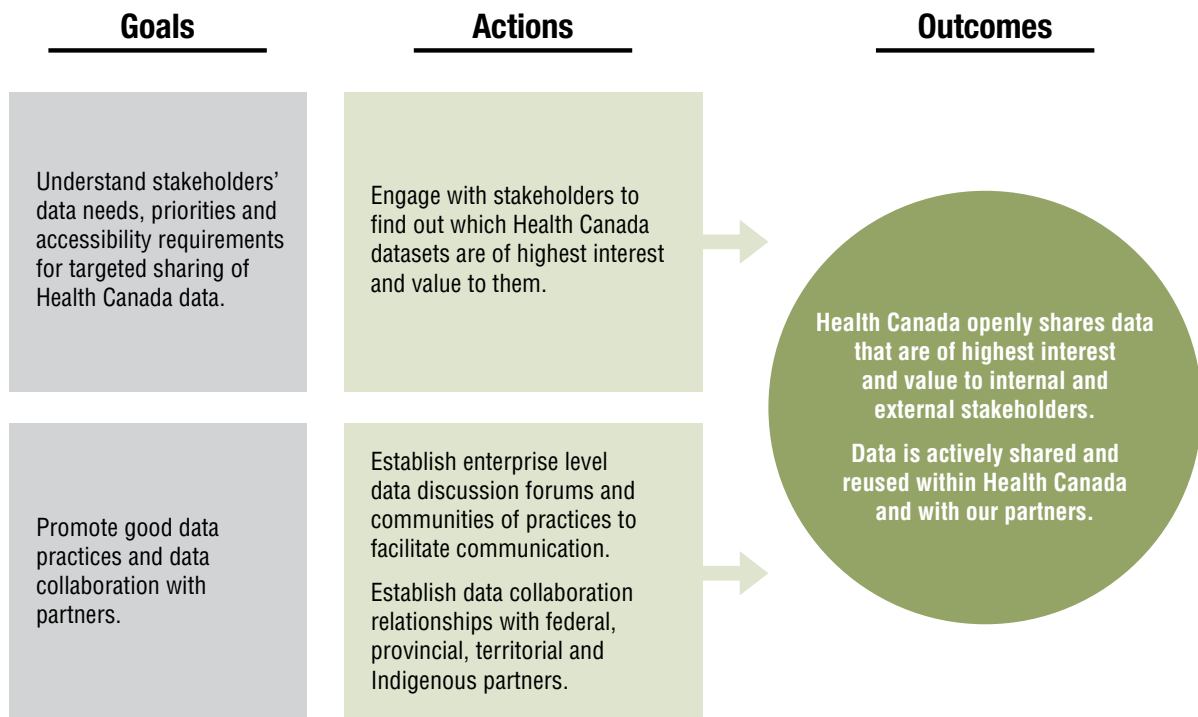 Goals
Actions
Outcomes
Understand stakeholders’
data needs, priorities and
accessibility requirements
for targeted sharing of
Health Canada data.
Engage with stakeholders to
find out which Health Canada
datasets are of highest interest
and value to them.
Promote good data
practices and data
collaboration with
partners.
Establish enterprise level
data discussion forums and
communities of practices to
facilitate communication.
Establish data collaboration
relationships with federal,
provincial, territorial and
Indigenous partners.
Health Canada openly shares data
that are of highest interest
and value to internal and
external stakeholders.
Data is actively shared and
reused within Health Canada
and with our partners.